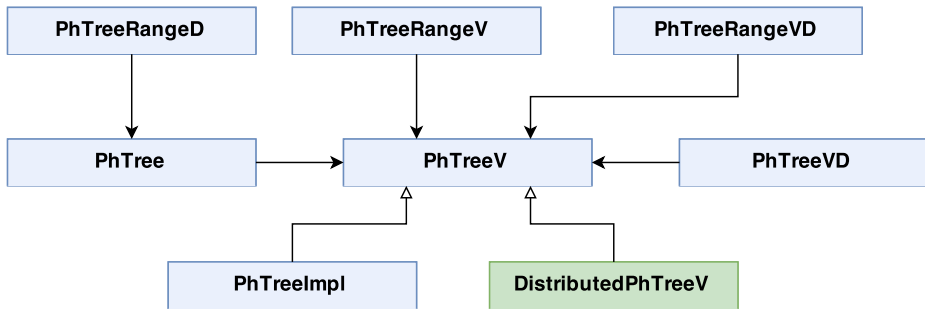 PhTreeRangeD
PhTreeRangeV
PhTreeRangeVD
PhTree
PhTreeV
PhTreeVD
PhTreeImpl
DistributedPhTreeV